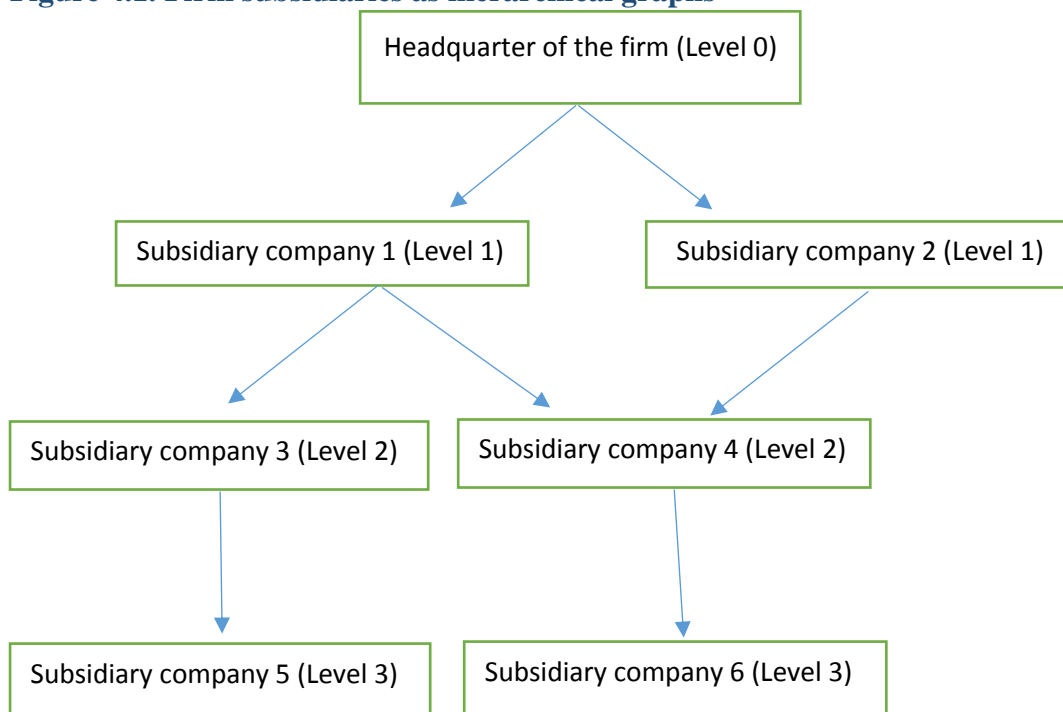 Headquarter of the firm (Level 0)
Subsidiary company 1 (Level 1)
Subsidiary company 2 (Level 1)
Subsidiary company 3 (Level 2)
Subsidiary company 4 (Level 2)
Subsidiary company 5 (Level 3)
Subsidiary company 6 (Level 3)